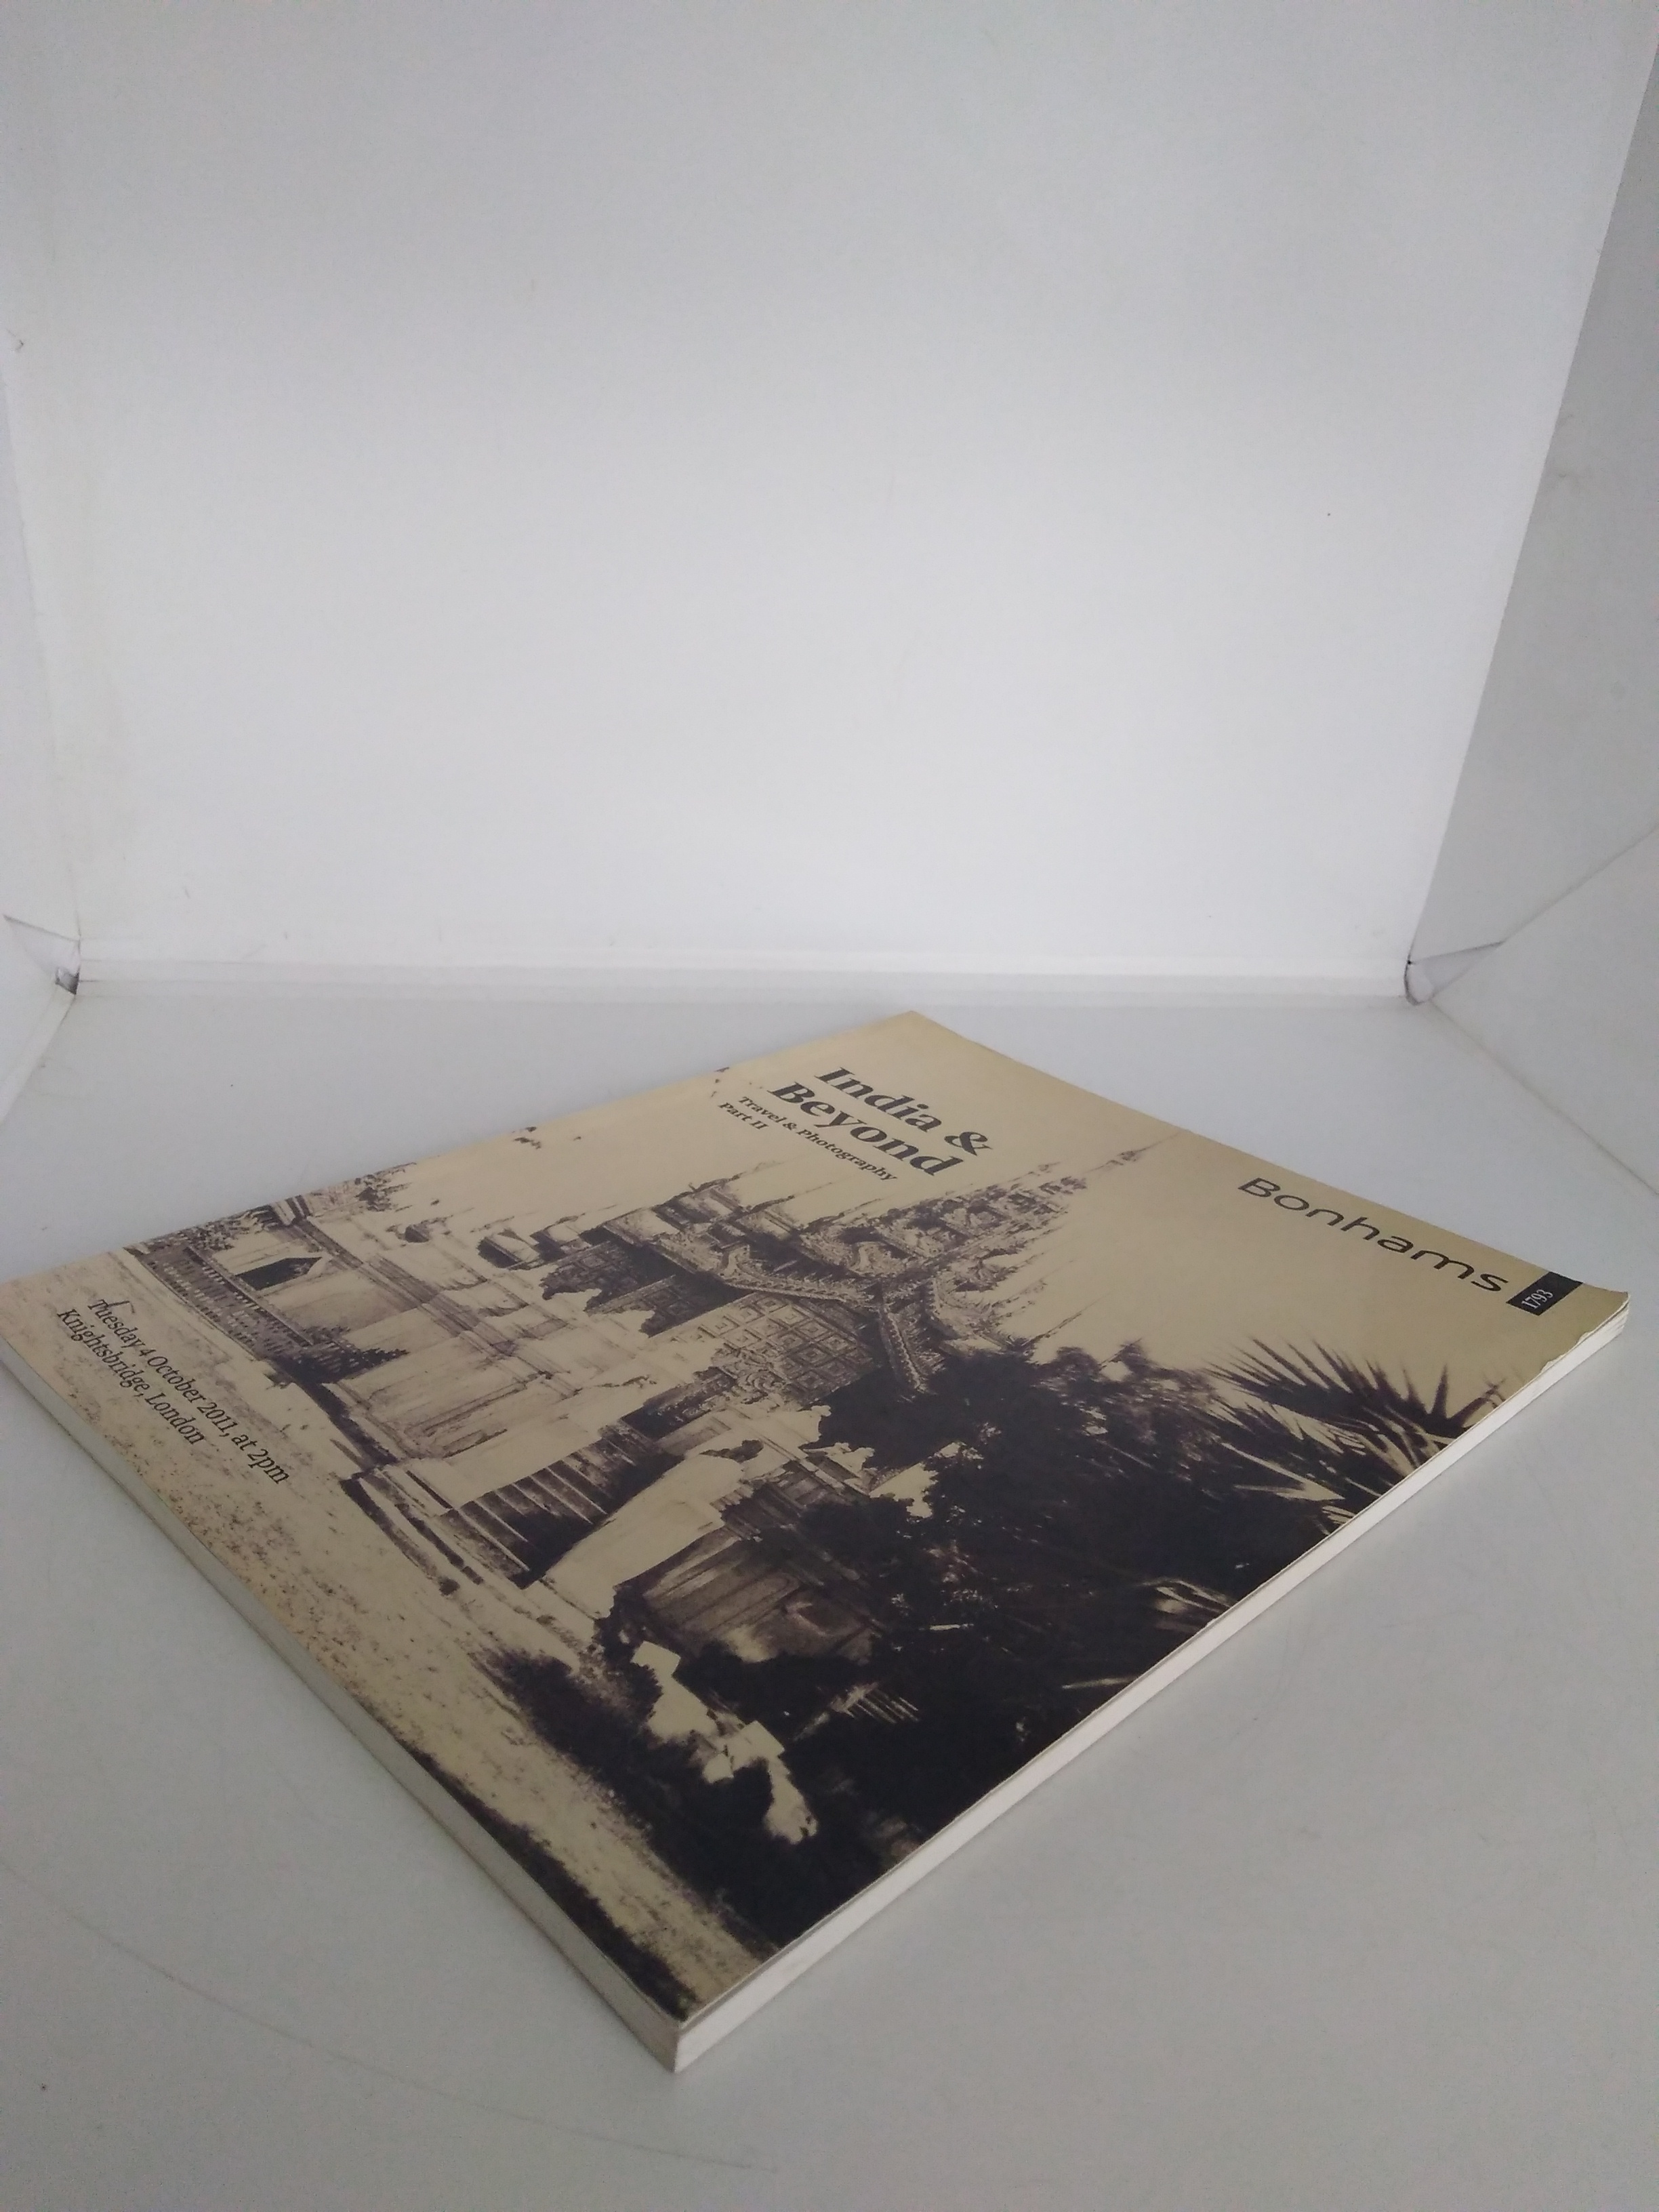 India &
Beyond
Travel & Photography
Part II
Bonhams
1793
Tuesday 4 October 2011, at 2pm
Knightsbridge, London